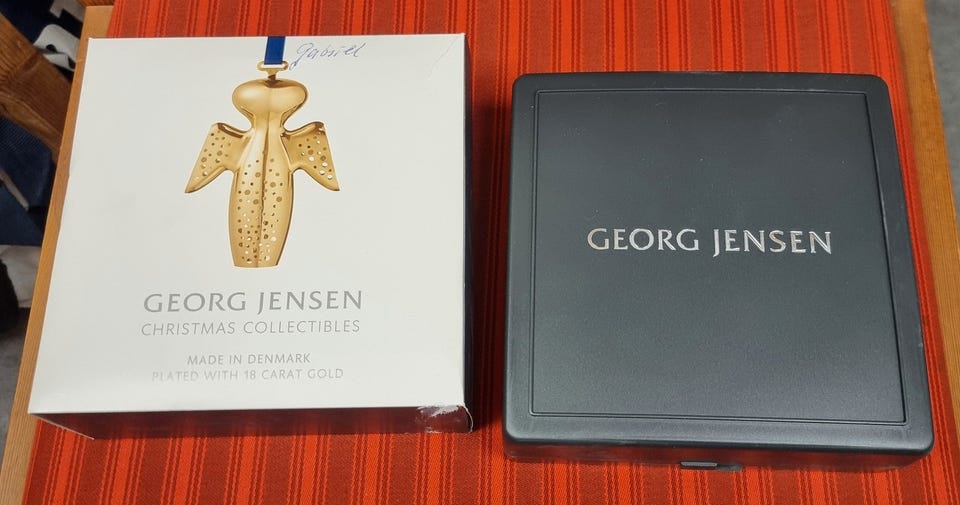 gabriel
GEORG JENSEN
CHRISTMAS COLLECTIBLES
MADE IN DENMARK
PLATED WITH 18 CARAT GOLD
GEORG JENSEN